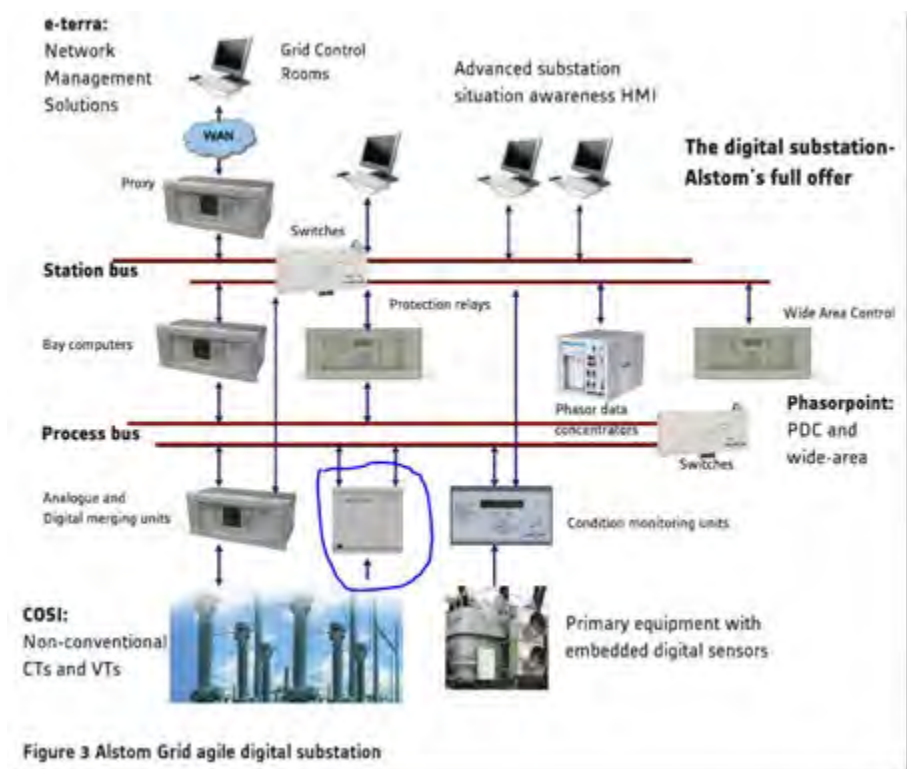 e-terra:
Network
Management
Solutions
Grid Control
Rooms
Advanced substation
situation awareness HMI
WAN
The digital substation-
Alstom's full offer
Proxy
Switches
Station bus
Protection relays
Wide Area Control
Bay computers
Phasor data
concentrators
Phasorpoint:
PDC and
wide-area
Process bus
Switches
Analogue and
Digital merging units
Condition monitoring units
COSI:
Non-conventional
CTs and VTs
Primary equipment with
embedded digital sensors
Figure 3 Alstom Grid agile digital substation